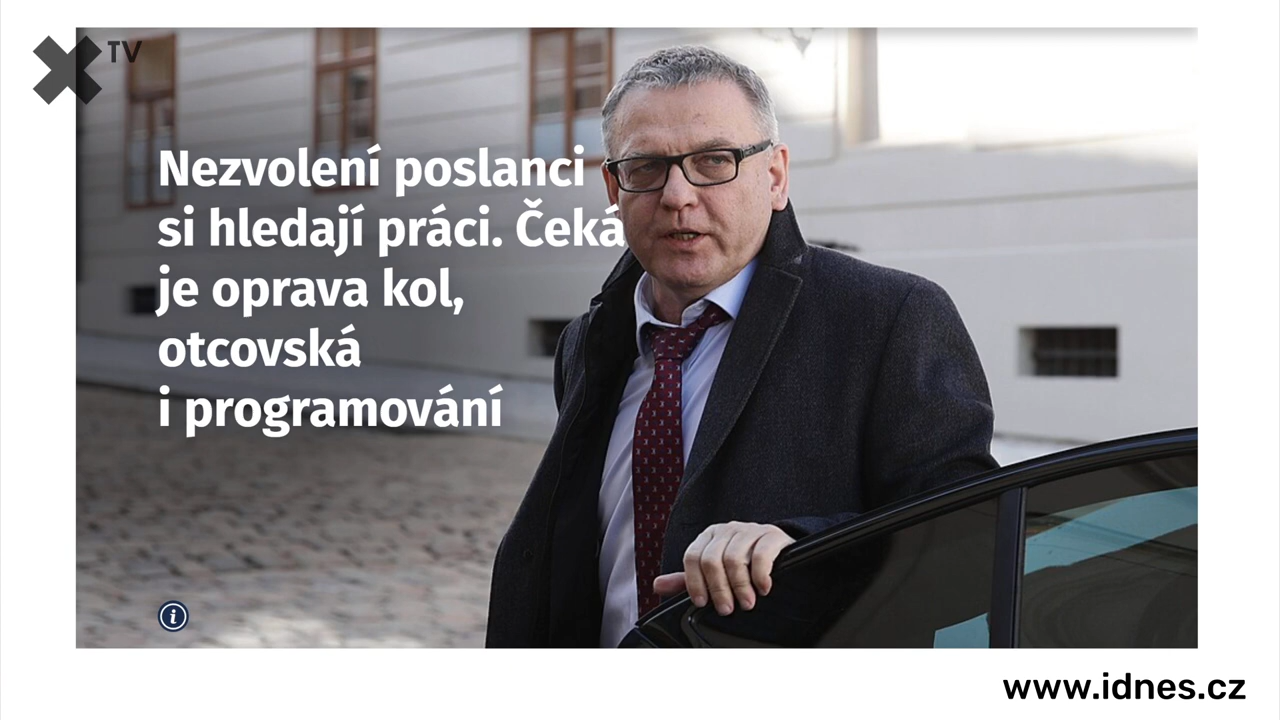 TV
Nezvolení poslanci
si hledají práci. Čeká
je oprava kol,
otcovská
i programování
i
www.idnes.cz